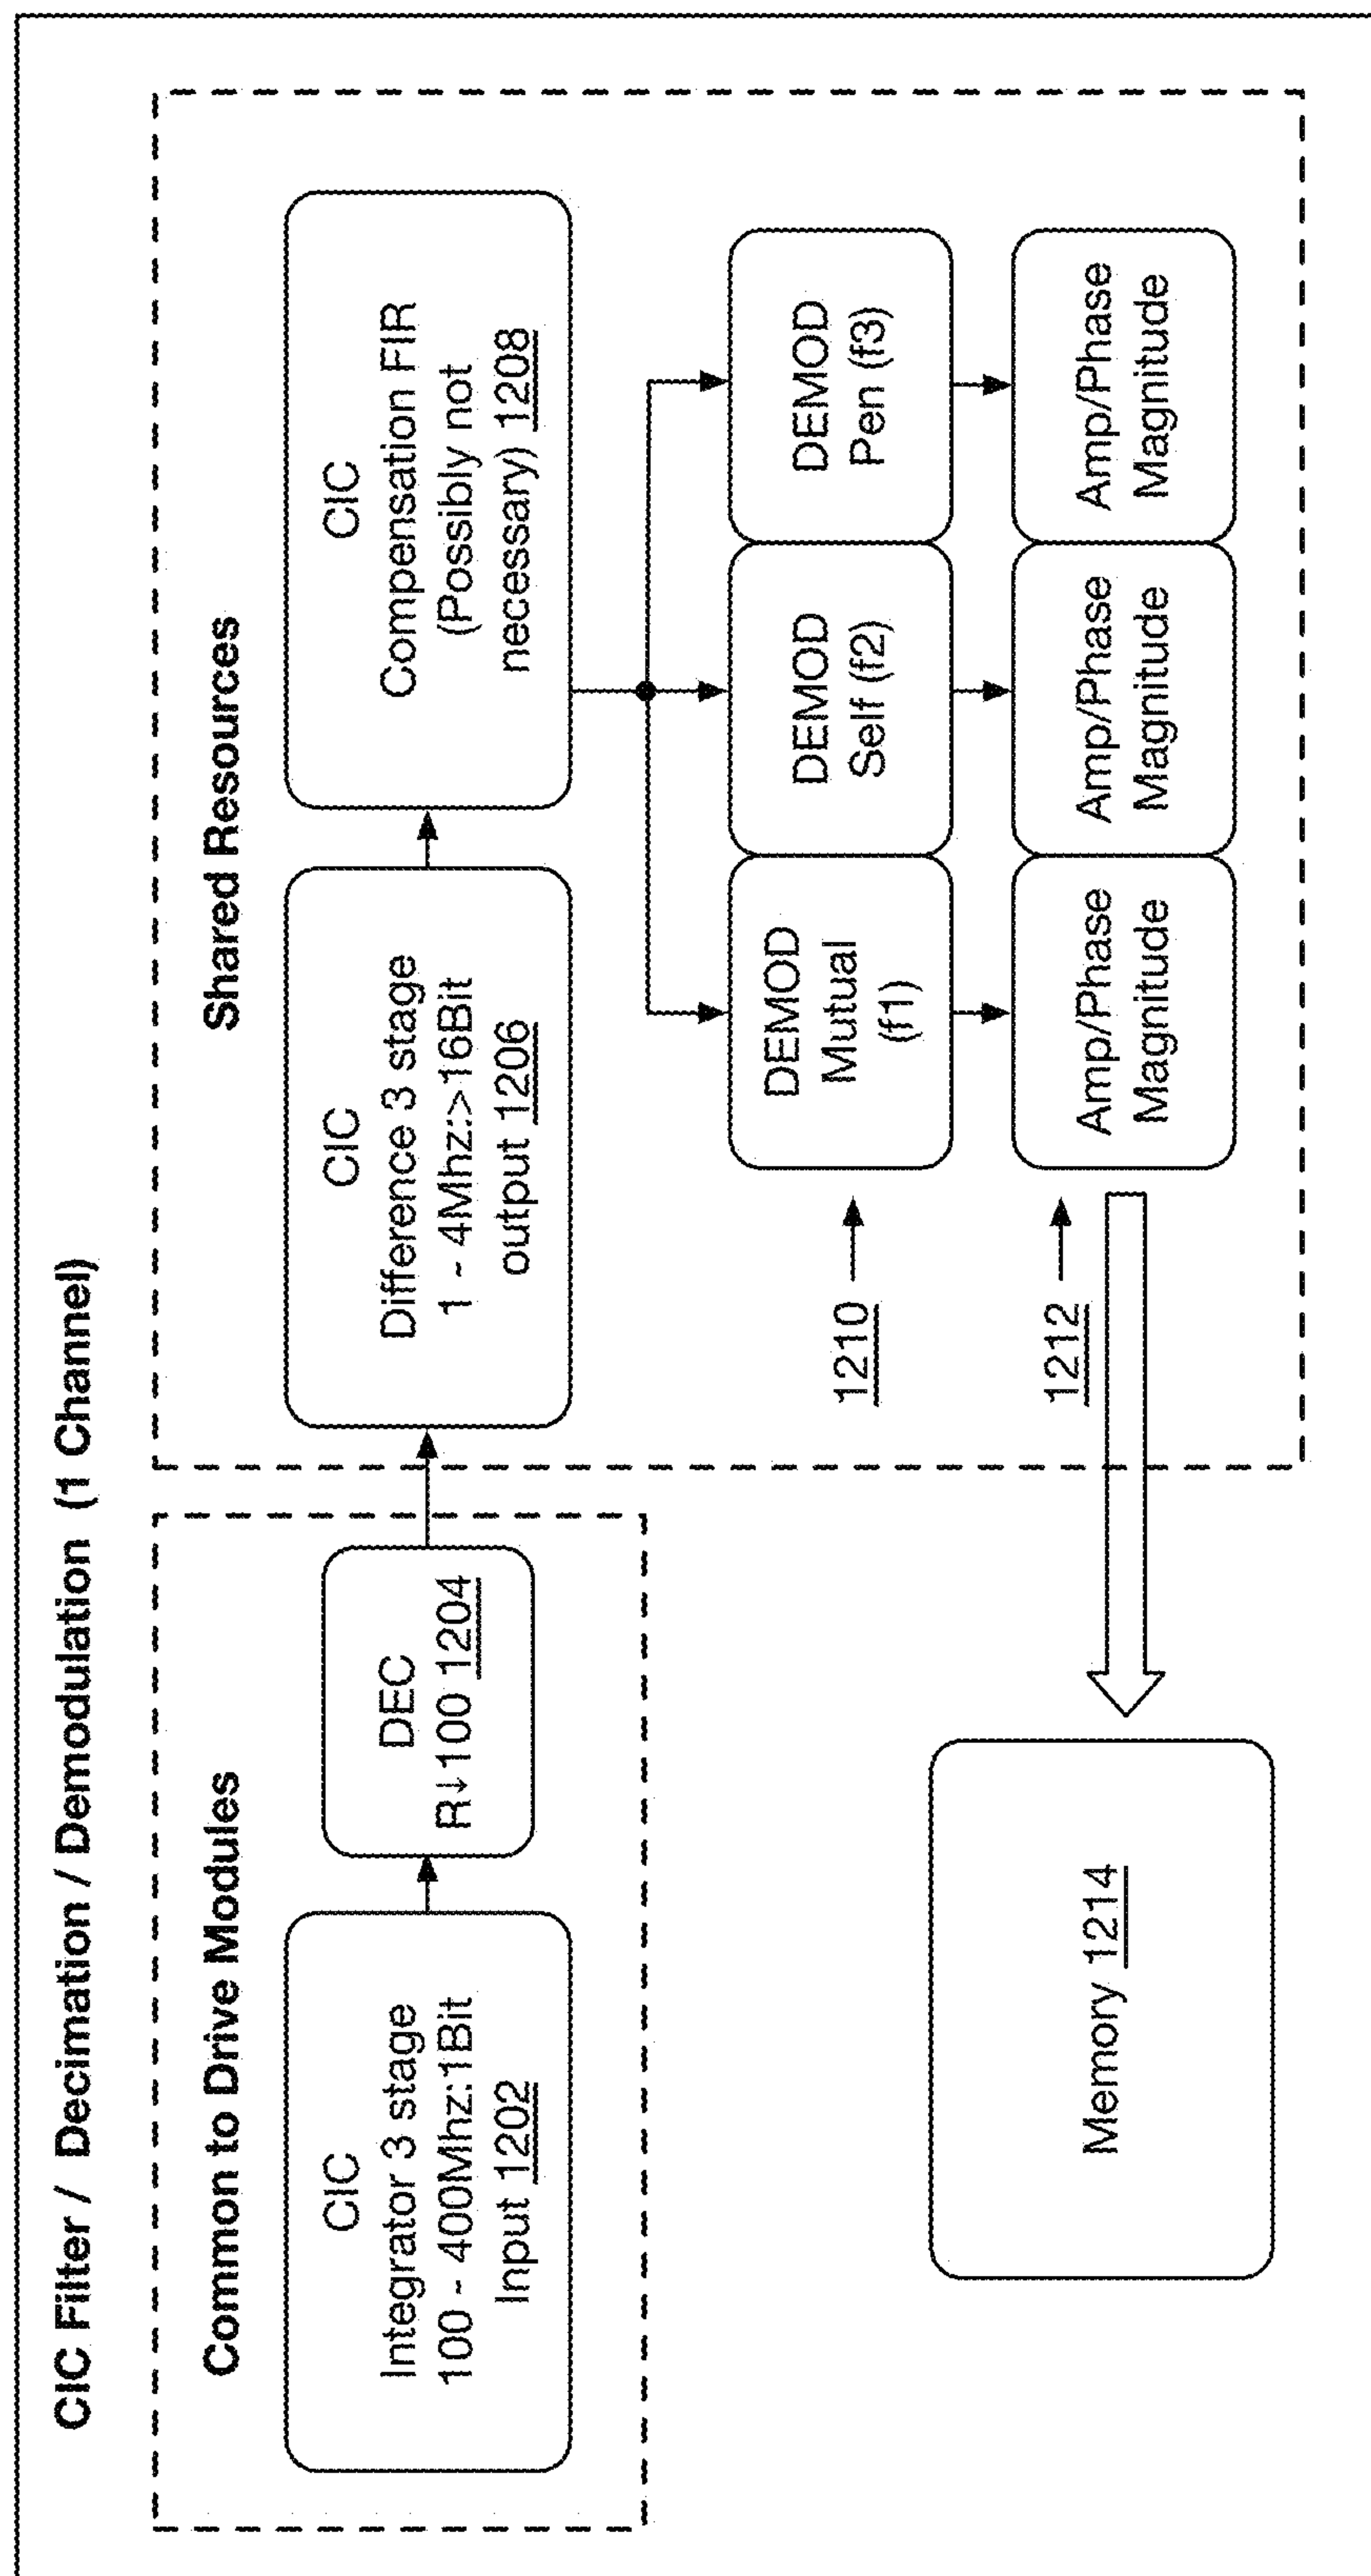 CIC Filter / Decimation / Demodulation (1 Channel)
Common to Drive Modules
CIC
Integrator 3 stage
100 - 400Mhz:1Bit
Input 1202
DEC
R↓100 1204
Shared Resources
CIC
Difference 3 stage
1 - 4Mhz:>16Bit
output 1206
CIC
Compensation FIR
(Possibly not
necessary) 1208
1210
DEMOD
Mutual
(f1)
DEMOD
Self (f2)
DEMOD
Pen (f3)
1212
Amp/Phase
Magnitude
Amp/Phase
Magnitude
Amp/Phase
Magnitude
Memory 1214